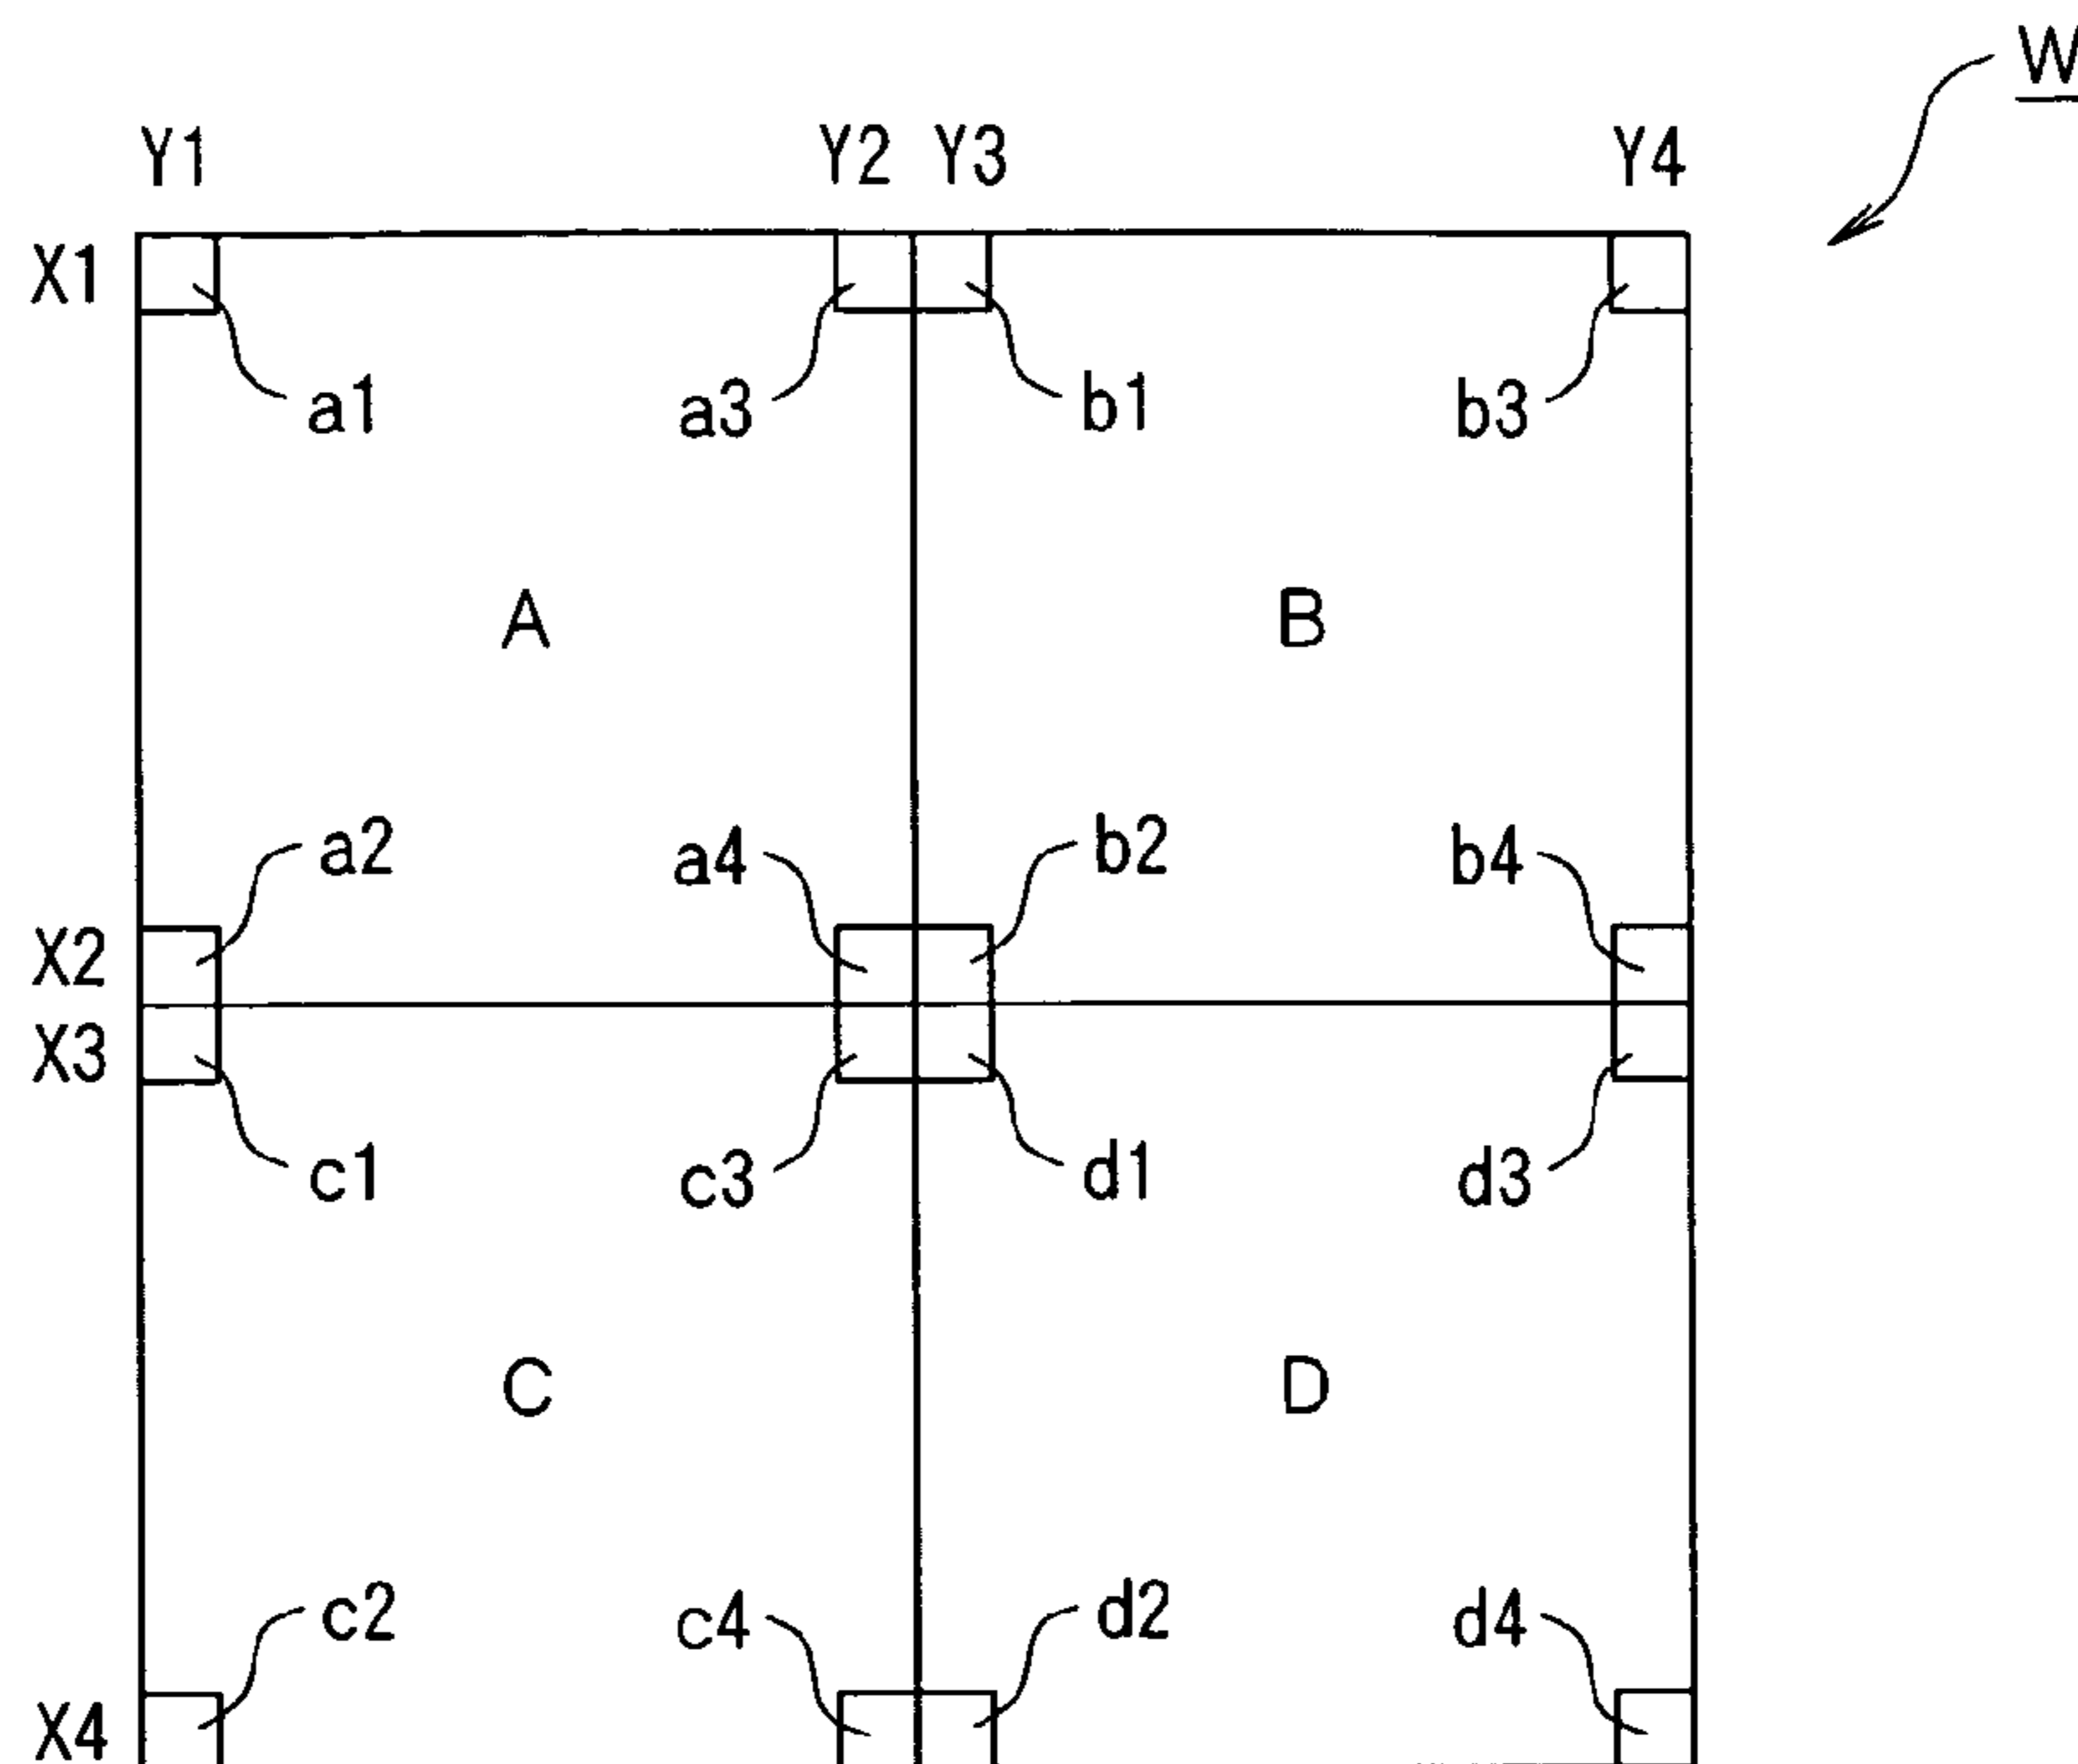 W
Y1 Y2 Y3 Y4
X1
a1 a3 b1 b3
A B
a2 a4 b2 b4
X2
X3
c1 c3 d1 d3
C D
c2 c4 d2 d4
X4